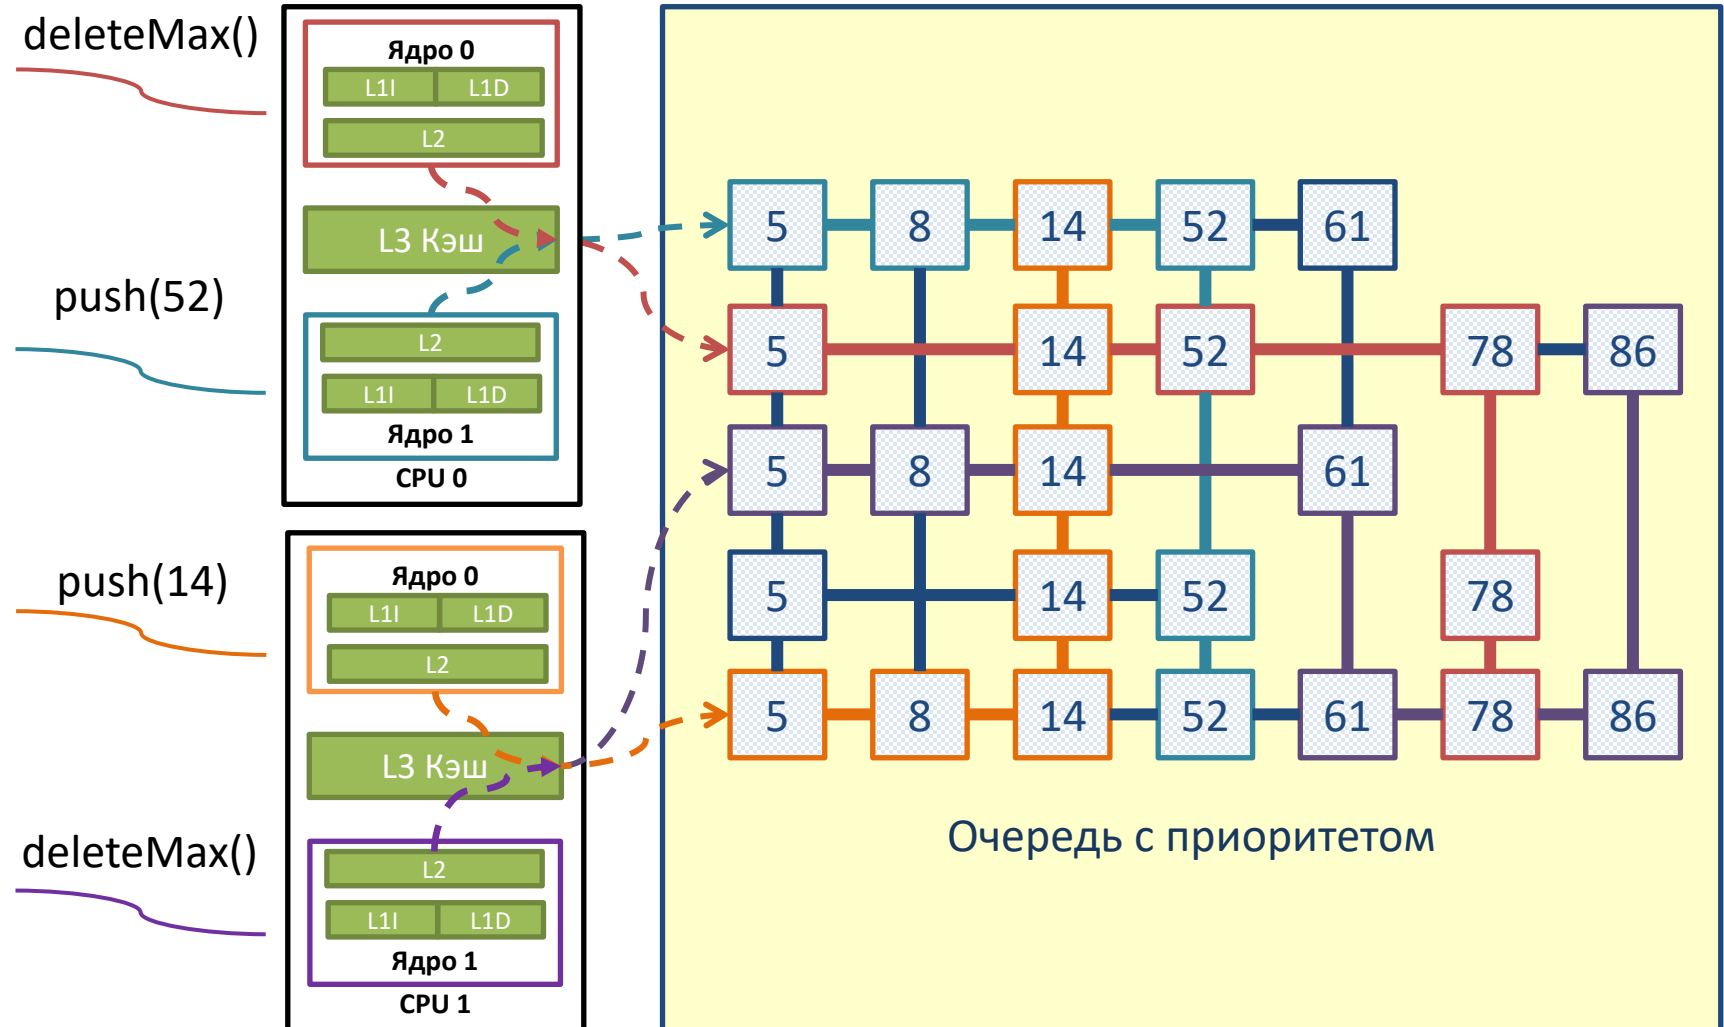 deleteMax()
push(52)
push(14)
deleteMax()
Ядро 0
L1I L1D
L2
L3 Кэш
L2
L1I L1D
Ядро 1
CPU 0
Ядро 0
L1I L1D
L2
L3 Кэш
L2
L1I L1D
Ядро 1
CPU 1
5 8 14 52 61
5 14 52 78 86
5 8 14 61
5 14 52 78
5 8 14 52 61 78 86
Очередь с приоритетом